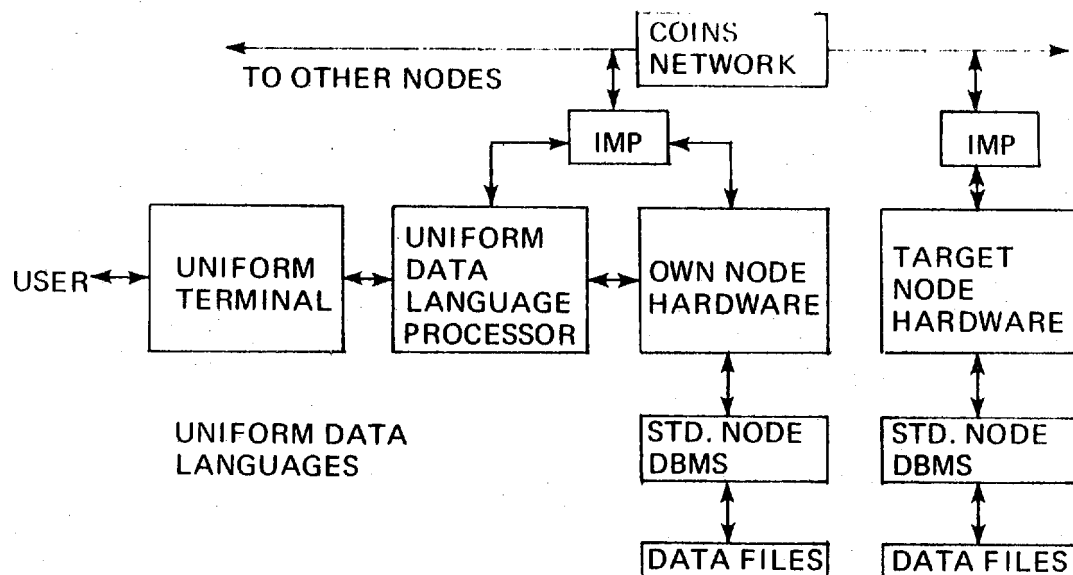 COINS
NETWORK
TO OTHER NODES
IMP
IMP
USER
UNIFORM
TERMINAL
UNIFORM
DATA
LANGUAGE
PROCESSOR
OWN NODE
HARDWARE
TARGET
NODE
HARDWARE
UNIFORM DATA
LANGUAGES
STD. NODE
DBMS
STD. NODE
DBMS
DATA FILES
DATA FILES